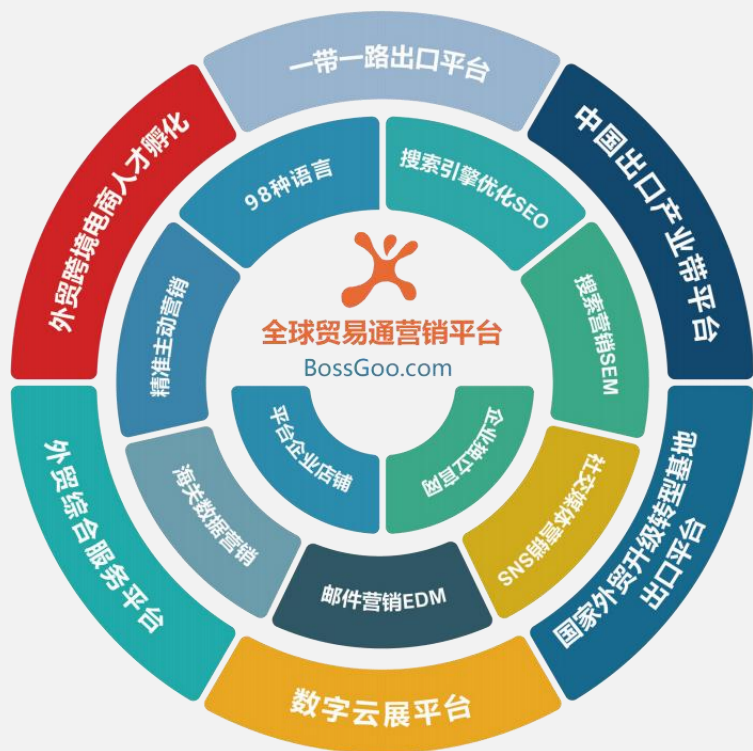 一带一路出口平台
中国出口产业带平台
国家外贸升级转型基地
出口平台
数字云展平台
外贸综合服务平台
外贸跨境电商人才孵化
98种语言
搜索引擎优化SEO
搜索营销SEM
社交媒体营销SNS
邮件营销EDM
海关数据营销
精准主动营销
全球贸易通营销平台
BossGoo.com
平台企业店铺
企业独立官网